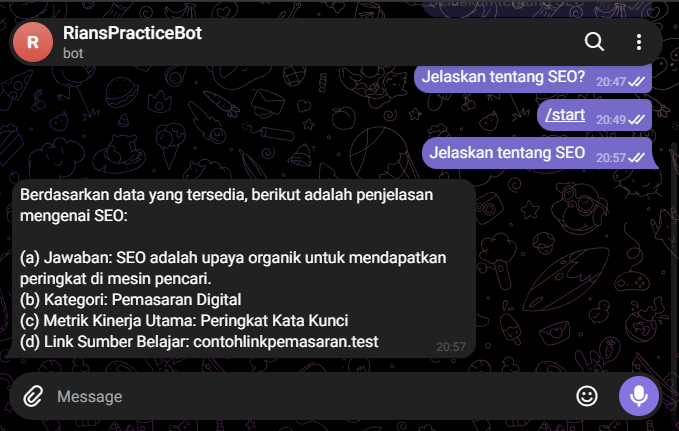 R
RiansPracticeBot
bot
Jelaskan tentang SEO?
20:47
/start
20:49
Jelaskan tentang SEO
20:57
Berdasarkan data yang tersedia, berikut adalah penjelasan
mengenai SEO:
(a) Jawaban: SEO adalah upaya organik untuk mendapatkan
peringkat di mesin pencari.
(b) Kategori: Pemasaran Digital
(c) Metrik Kinerja Utama: Peringkat Kata Kunci
(d) Link Sumber Belajar: contohlinkpemasaran.test
20:57
Message